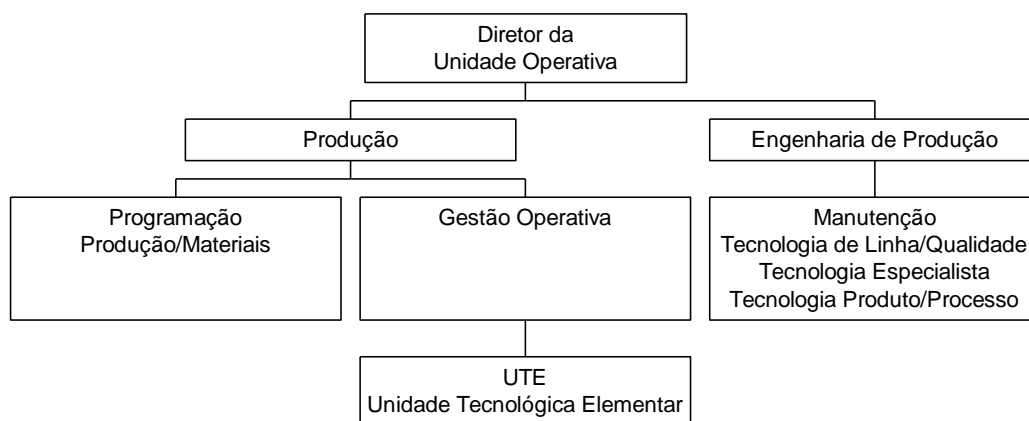 Diretor da
Unidade Operativa
Produção
Engenharia de Produção
Programação
Produção/Materiais
Gestão Operativa
Manutenção
Tecnologia de Linha/Qualidade
Tecnologia Especialista
Tecnologia Produto/Processo
UTE
Unidade Tecnológica Elementar